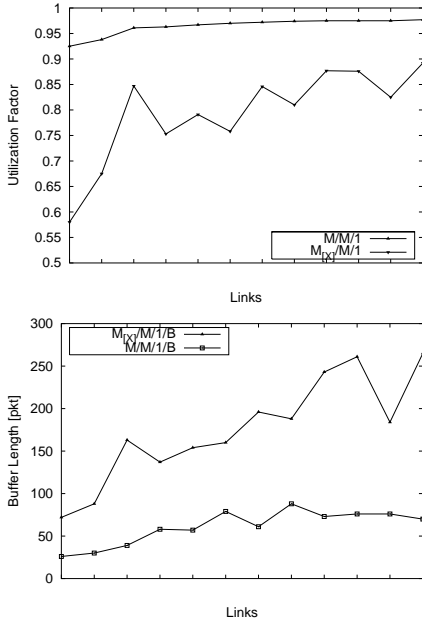 1
0.95
0.9
0.85
0.8
0.75
0.7
0.65
0.6
0.55
0.5
Utilization Factor
M/M/1
M[X]/M/1
Links
300
250
200
150
100
50
0
Buffer Length [pkt]
M[X]/M/1/B
M/M/1/B
Links